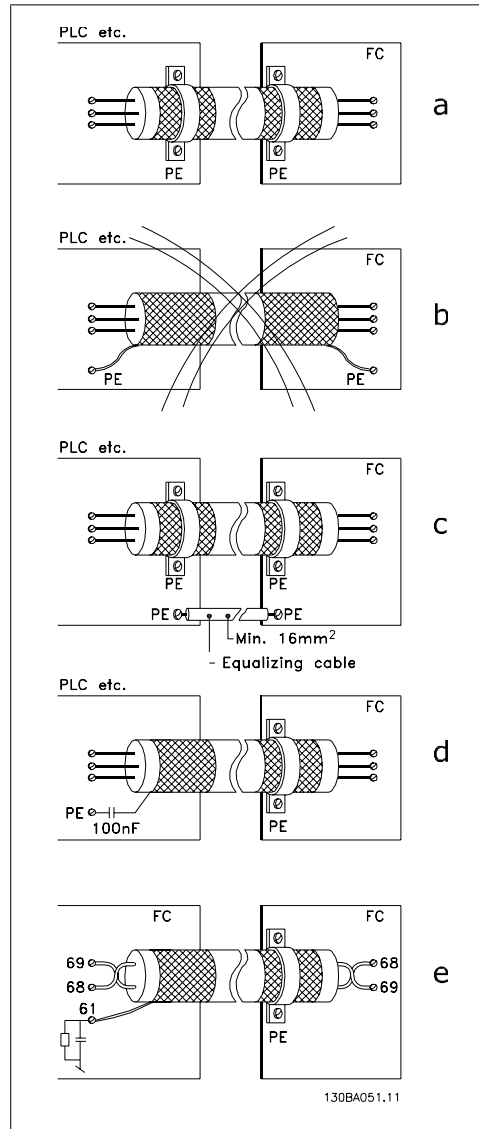 PLC etc.
FC
PE
PE
a
PLC etc.
FC
PE
PE
b
PLC etc.
FC
PE
PE
PE
PE
Min. 16mm²
Equalizing cable
c
PLC etc.
FC
PE
100nF
PE
d
FC
FC
69
68
61
68
69
PE
e
130BA051.11